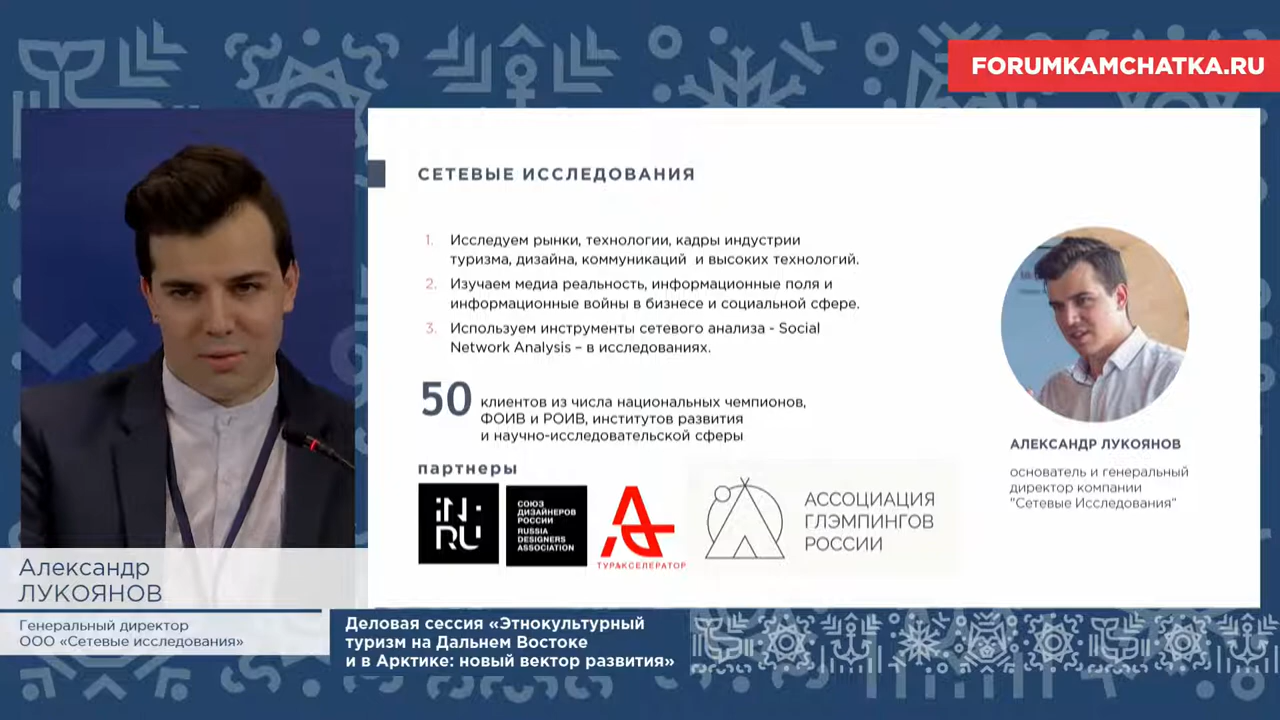 FORUMKAMCHATKA.RU
СЕТЕВЫЕ ИССЛЕДОВАНИЯ
1. Исследуем рынки, технологии, кадры индустрии
туризма, дизайна, коммуникаций и высоких технологий.
2. Изучаем медиа реальность, информационные поля и
информационные войны в бизнесе и социальной сфере.
3. Используем инструменты сетевого анализа - Social
Network Analysis – в исследованиях.
50 клиентов из числа национальных чемпионов,
ФОИВ и РОИВ, институтов развития
и научно-исследовательской сферы
партнеры
iN:
RU
СОЮЗ
ДИЗАЙНЕРОВ
РОССИИ
RUSSIA
DESIGNERS
ASSOCIATION
ТУРАКСЕЛЕРАТОР
АССОЦИАЦИЯ
ГЛЭМПИНГОВ
РОССИИ
АЛЕКСАНДР ЛУКОЯНОВ
основатель и генеральный
директор компании
"Сетевые Исследования"
Александр
ЛУКОЯНОВ
Генеральный директор
ООО «Сетевые исследования»
Деловая сессия «Этнокультурный
туризм на Дальнем Востоке
и в Арктике: новый вектор развития»